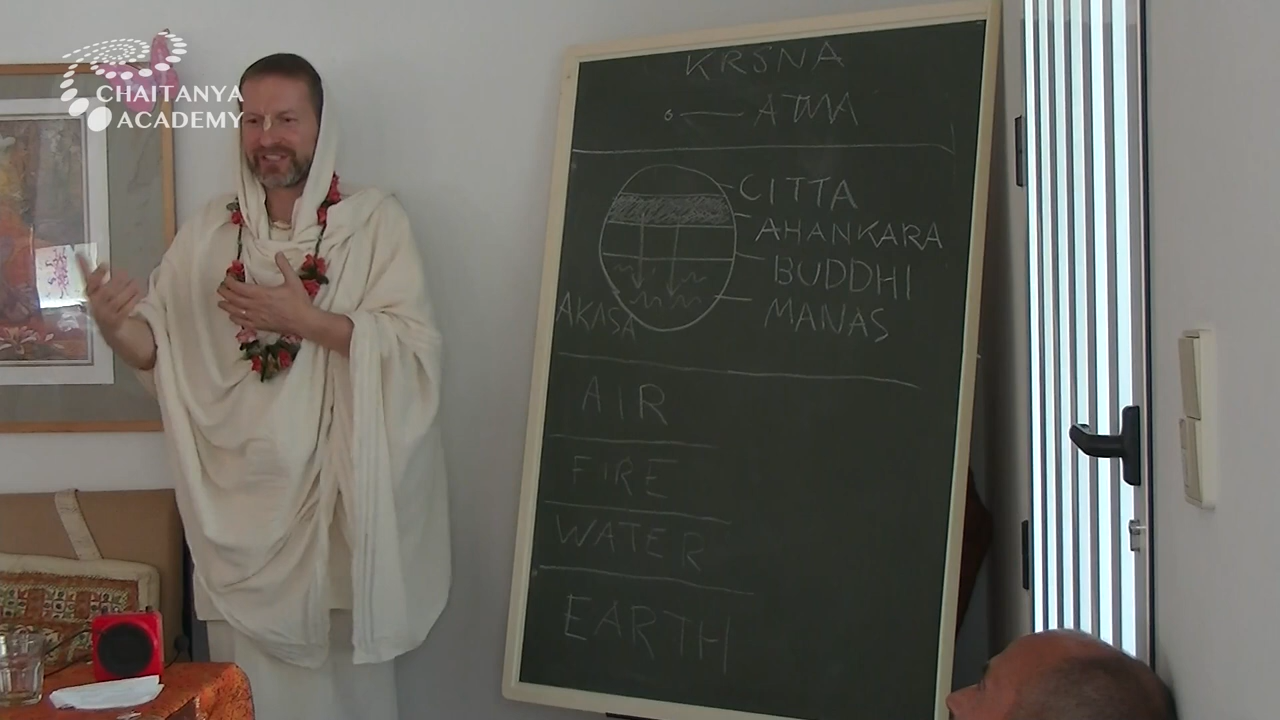 CHAITANYA
ACADEMY
KRSNA
ATMA
CITTA
AHANKARA
BUDDHI
MANAS
AKASA
AIR
FIRE
WATER
EARTH